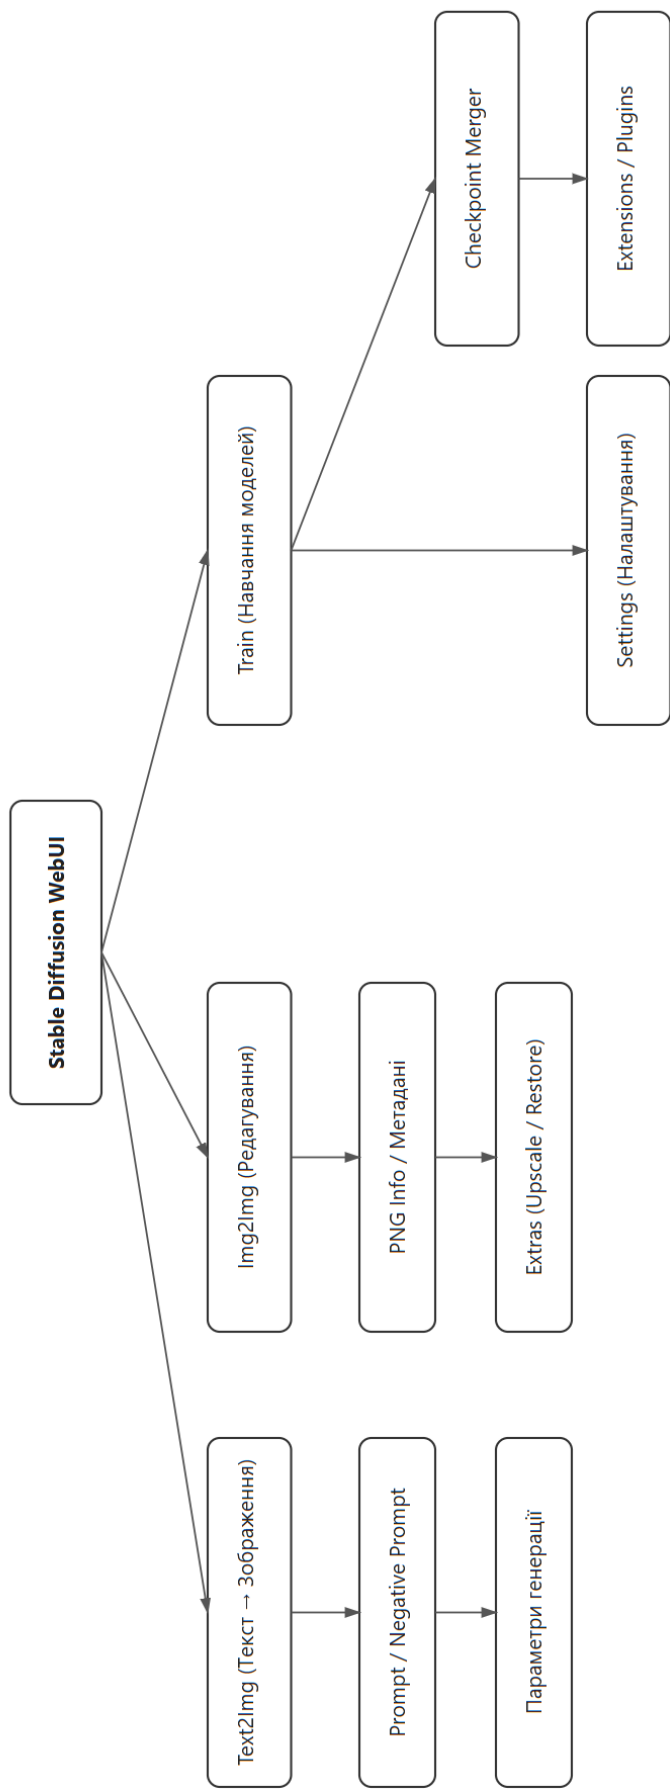 Stable Diffusion WebUI
Text2Img (Текст → Зображення)
Img2Img (Редагування)
Train (Навчання моделей)
Prompt / Negative Prompt
PNG Info / Метадані
Checkpoint Merger
Параметри генерації
Extras (Upscale / Restore)
Settings (Налаштування)
Extensions / Plugins